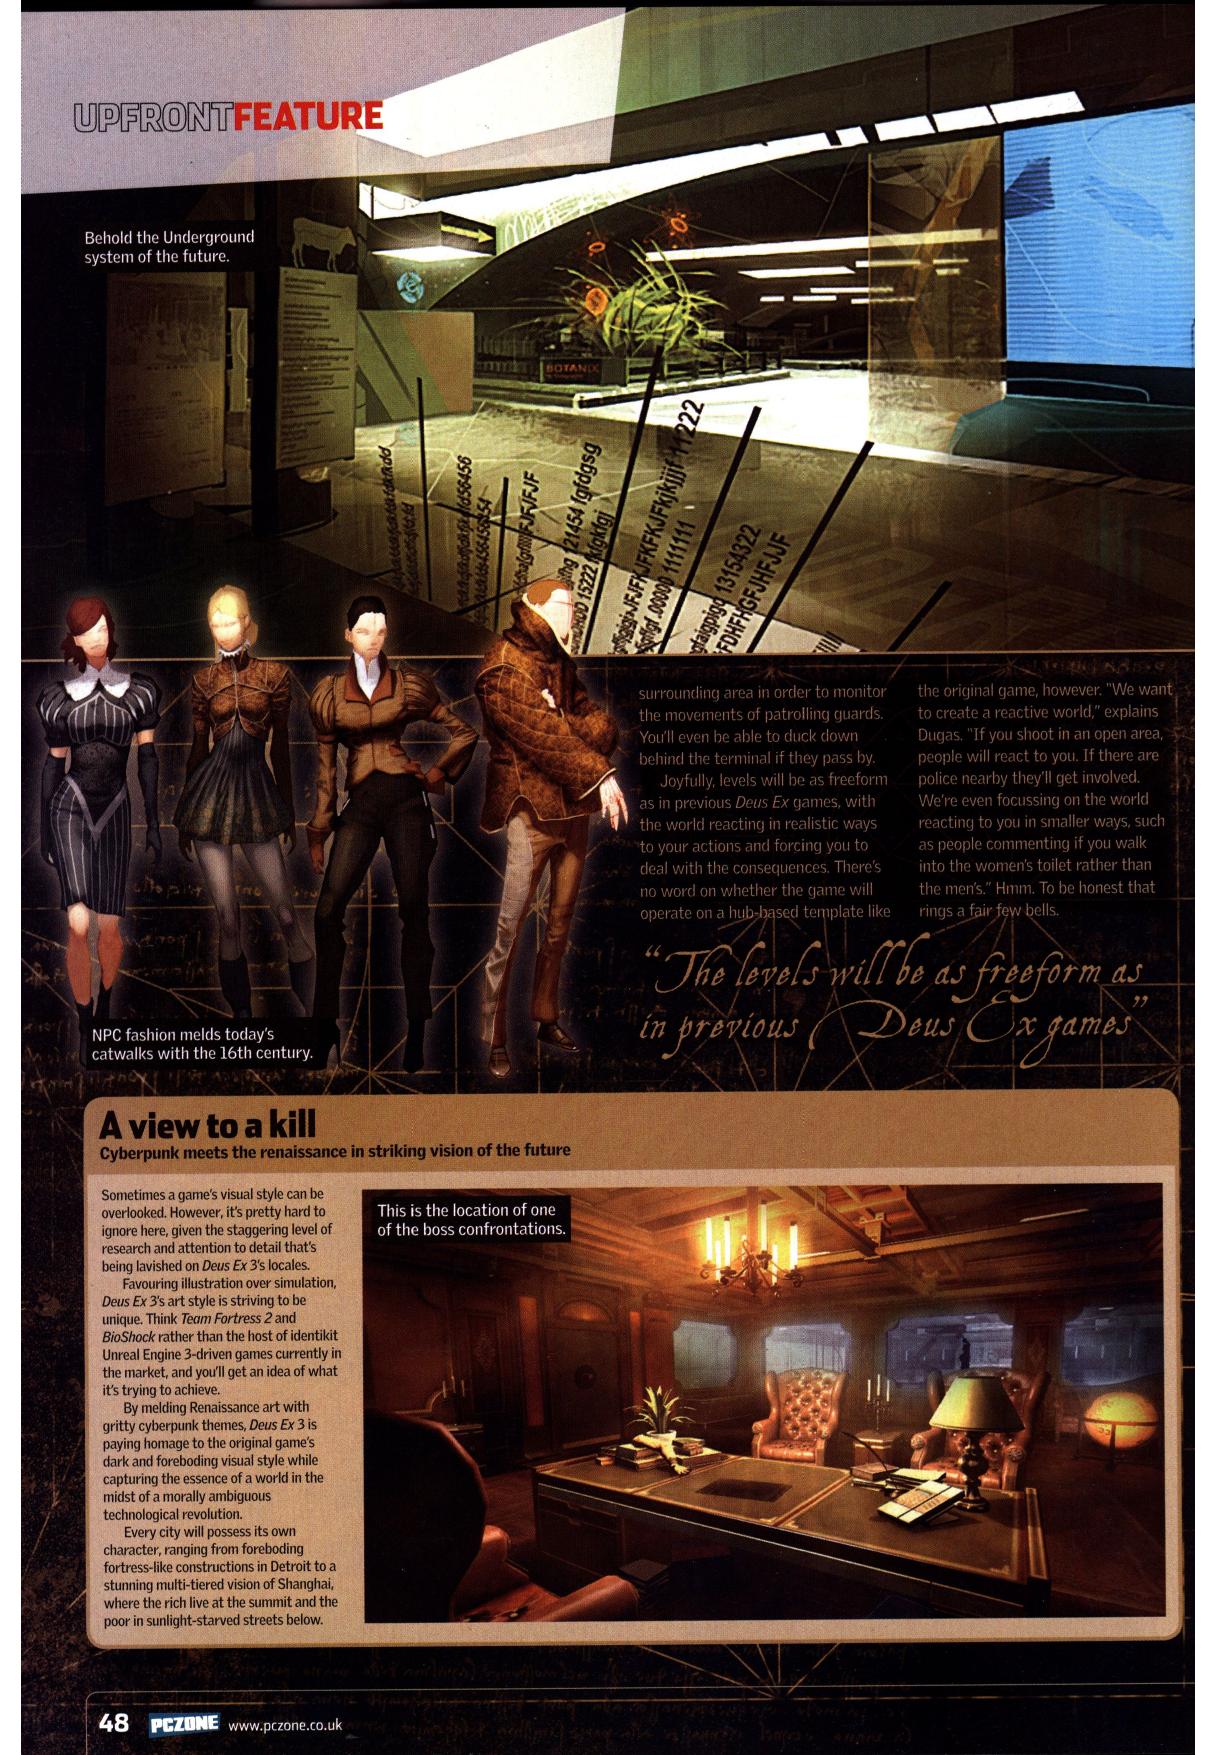 UPFRONTFEATURE
Behold the Underground
system of the future.
BOTANIX
surrounding area in order to monitor
the movements of patrolling guards.
You'll even be able to duck down
behind the terminal if they pass by.
Joyfully, levels will be as freeform
as in previous Deus Ex games, with
the world reacting in realistic ways
to your actions and forcing you to
deal with the consequences. There's
no word on whether the game will
operate on a hub-based template like
the original game, however. "We want
to create a reactive world," explains
Dugas. "If you shoot in an open area,
people will react to you. If there are
police nearby they'll get involved.
We're even focussing on the world
reacting to you in smaller ways, such
as people commenting if you walk
into the women's toilet rather than
the men's." Hmm. To be honest that
rings a fair few bells.
"The levels will be as freeform as
in previous Deus Ex games"
NPC fashion melds today's
catwalks with the 16th century.
A view to a kill
Cyberpunk meets the renaissance in striking vision of the future
Sometimes a game's visual style can be
overlooked. However, it's pretty hard to
ignore here, given the staggering level of
research and attention to detail that's
being lavished on Deus Ex 3's locales.
Favouring illustration over simulation,
Deus Ex 3's art style is striving to be
unique. Think Team Fortress 2 and
BioShock rather than the host of identikit
Unreal Engine 3-driven games currently in
the market, and you'll get an idea of what
it's trying to achieve.
By melding Renaissance art with
gritty cyberpunk themes, Deus Ex 3 is
paying homage to the original game's
dark and foreboding visual style while
capturing the essence of a world in the
midst of a morally ambiguous
technological revolution.
Every city will possess its own
character, ranging from foreboding
fortress-like constructions in Detroit to a
stunning multi-tiered vision of Shanghai,
where the rich live at the summit and the
poor in sunlight-starved streets below.
This is the location of one
of the boss confrontations.
48 PCZONE www.pczone.co.uk